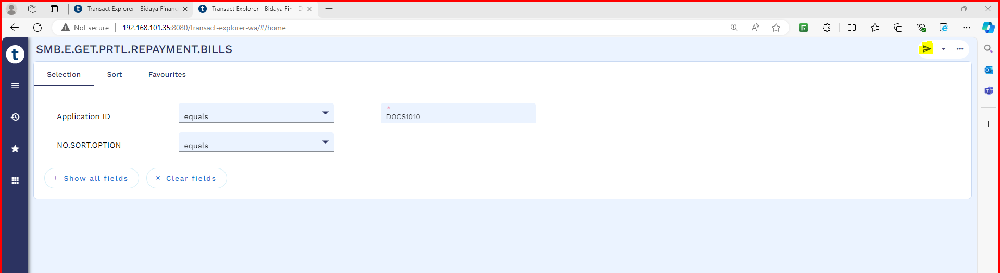 Transact Explorer - Bidaya Financ
Transact Explorer - Bidaya Fin - D
Not secure
192.168.101.35:8080/transact-explorer-wa/#/home
t
SMB.E.GET.PRTL.REPAYMENT.BILLS
Selection Sort Favourites
Application ID equals * DOCS1010
NO.SORT.OPTION equals
+ Show all fields × Clear fields